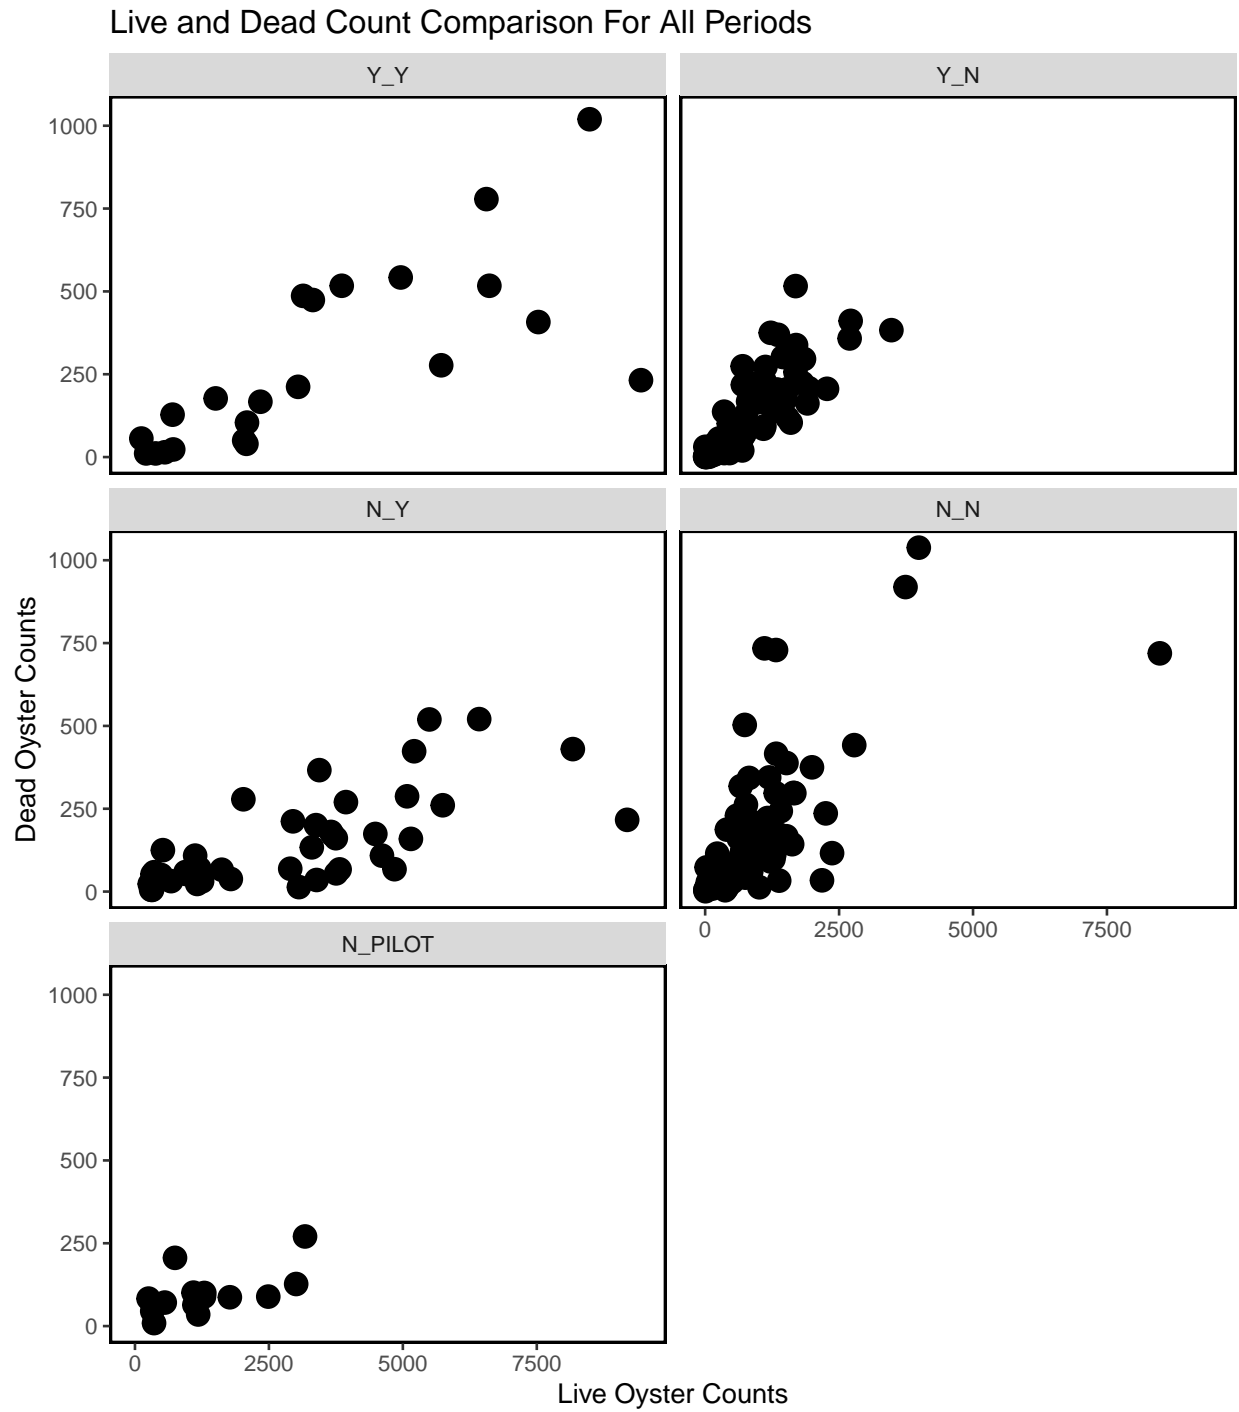 Live and Dead Count Comparison For All Periods
Y_Y
Y_N
1000
750
500
250
0
N_Y
N_N
Dead Oyster Counts
1000
750
500
250
0
0 2500 5000 7500
N_PILOT
1000
750
500
250
0
0 2500 5000 7500
Live Oyster Counts